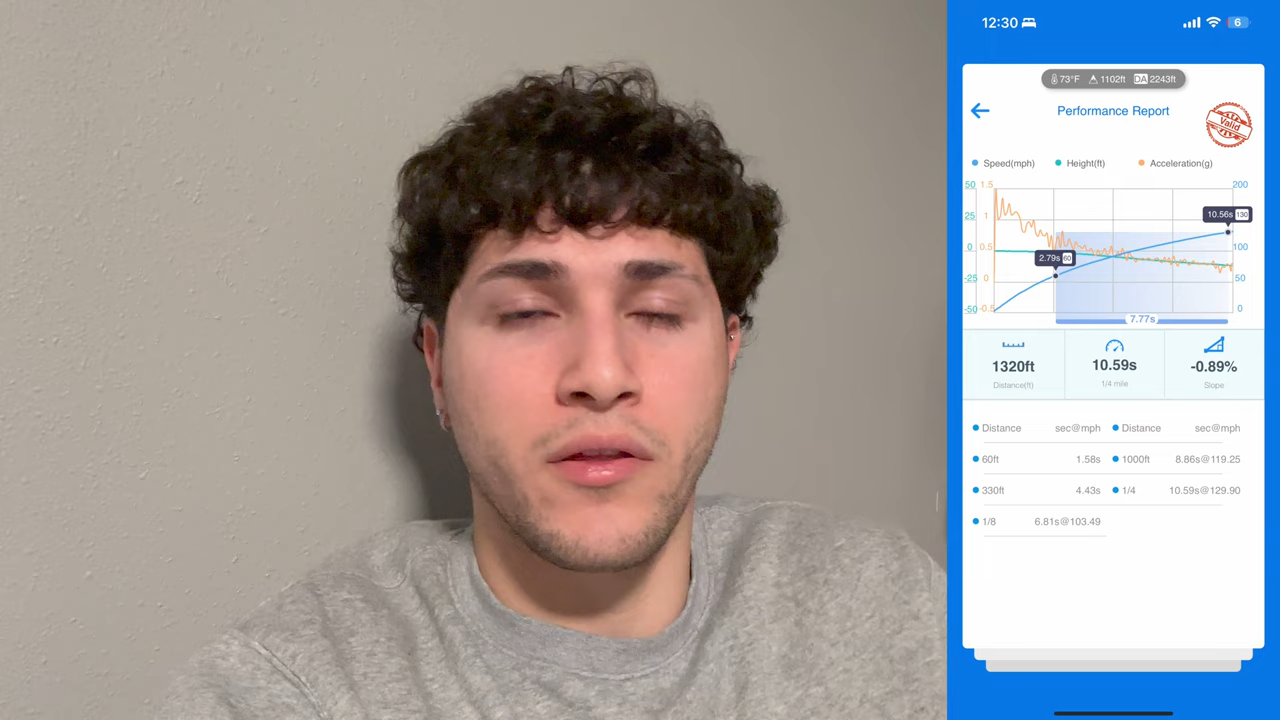 12:30 6
73°F 1102ft DA 2243ft
Performance Report
Valid
Speed(mph) Height(ft) Acceleration(g)
50 1.5 200
10.56s 130
25 1
2.79s 60
0 0.5 100
-25 0 50
-50 -0.5 0
7.77s
1320ft 10.59s -0.89%
Distance(ft) 1/4 mile Slope
Distance sec@mph Distance sec@mph
60ft 1.58s 1000ft 8.86s@119.25
330ft 4.43s 1/4 10.59s@129.90
1/8 6.81s@103.49